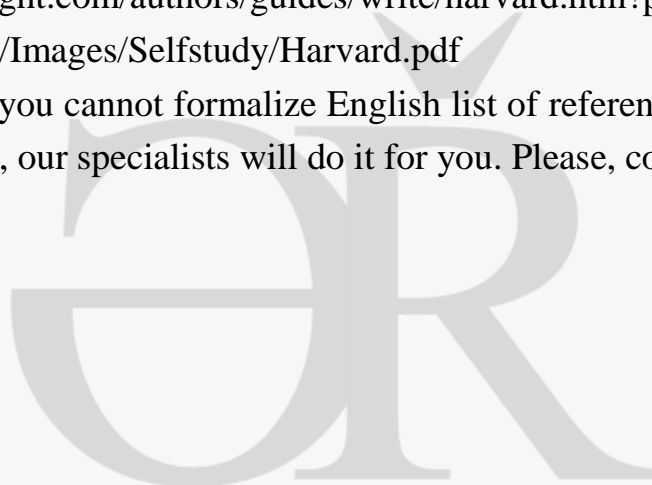 ght.com/authors/guides/write/harvard.htm?p
/Images/Selfstudy/Harvard.pdf
you cannot formalize English list of referen
, our specialists will do it for you. Please, co
ӘŘ